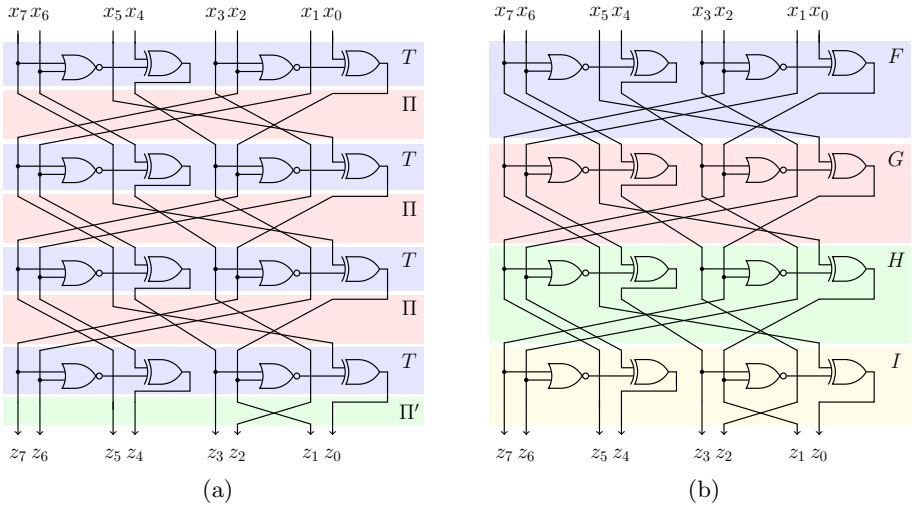 x₇ x₆ x₅ x₄ x₃ x₂ x₁ x₀
T
Π
T
Π
T
Π
T
Π′
z₇ z₆ z₅ z₄ z₃ z₂ z₁ z₀
(a)
x₇ x₆ x₅ x₄ x₃ x₂ x₁ x₀
F
G
H
I
z₇ z₆ z₅ z₄ z₃ z₂ z₁ z₀
(b)